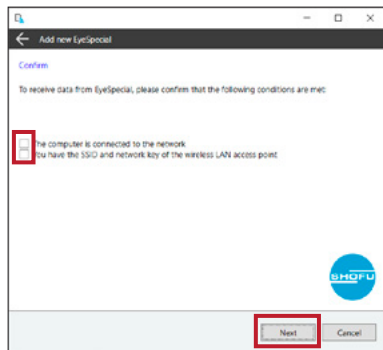 Add new EyeSpecial
Confirm
To receive data from EyeSpecial, please confirm that the following conditions are met:
The computer is connected to the network
You have the SSID and network key of the wireless LAN access point
SHOFU
Next
Cancel